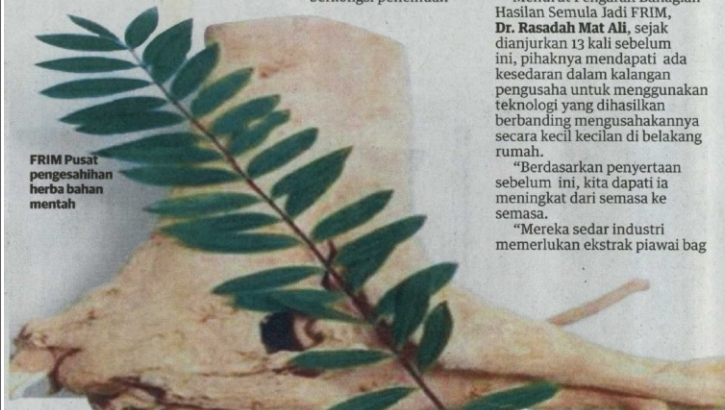 FRIM Pusat
pengesahihan
herba bahan
mentah
Hasilan Semula Jadi FRIM,
Dr. Rasadah Mat Ali, sejak
dianjurkan 13 kali sebelum
ini, pihaknya mendapati ada
kesedaran dalam kalangan
pengusaha untuk menggunakan
teknologi yang dihasilkan
berbanding mengusahakannya
secara kecil kecilan di belakang
rumah.
“Berdasarkan penyertaan
sebelum ini, kita dapati ia
meningkat dari semasa ke
semasa.
“Mereka sedar industri
memerlukan ekstrak piawai bag